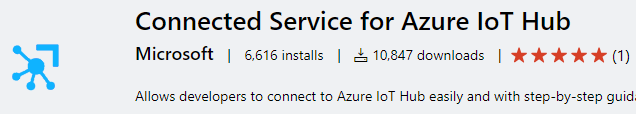 Connected Service for Azure IoT Hub
Microsoft | 6,616 installs | 10,847 downloads | (1)
Allows developers to connect to Azure IoT Hub easily and with step-by-step guid